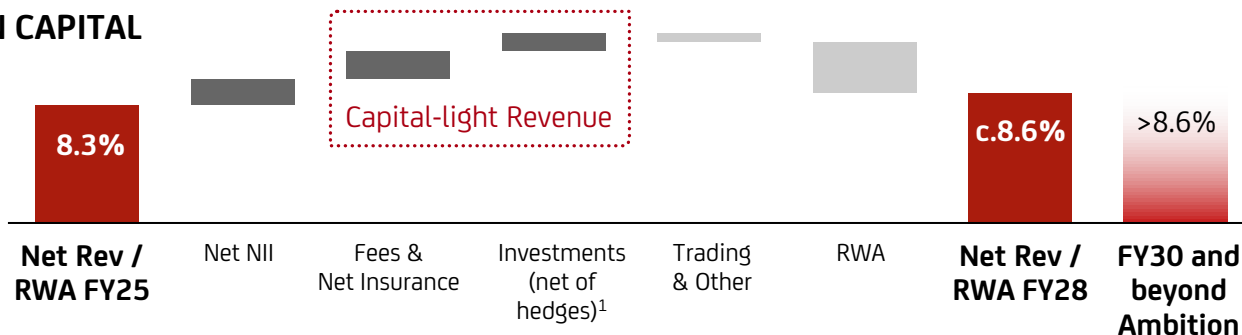 CAPITAL
Capital-light Revenue
8.3%
c.8.6%
>8.6%
Net Rev /
RWA FY25
Net NII
Fees &
Net Insurance
Investments
(net of
hedges)1
Trading
& Other
RWA
Net Rev /
RWA FY28
FY30 and
beyond
Ambition